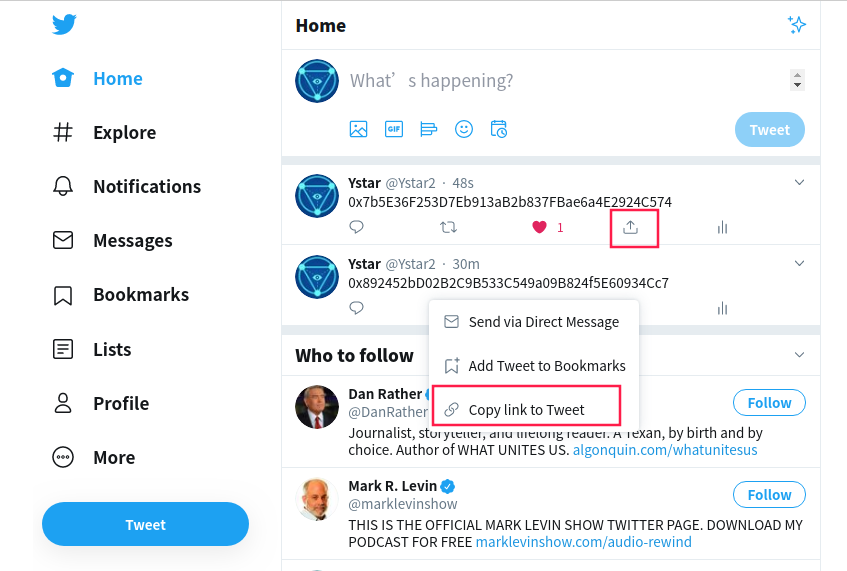 Home
What’s happening?
GIF
Tweet
Home
Explore
Notifications
Messages
Bookmarks
Lists
Profile
More
Tweet
Ystar @Ystar2 · 48s
0x7b5E36F253D7Eb913aB2b837FBae6a4E2924C574
1
Ystar @Ystar2 · 30m
0x892452bD02B2C9B533C549a09B824f5E60934Cc7
Send via Direct Message
Add Tweet to Bookmarks
Copy link to Tweet
Who to follow
Dan Rather
@DanRather
Follow
Journalist, storyteller, and lifelong reader. A Texan, by birth and by
choice. Author of WHAT UNITES US. algonquin.com/whatunitesus
Mark R. Levin
@marklevinshow
Follow
THIS IS THE OFFICIAL MARK LEVIN SHOW TWITTER PAGE. DOWNLOAD MY
PODCAST FOR FREE marklevinshow.com/audio-rewind